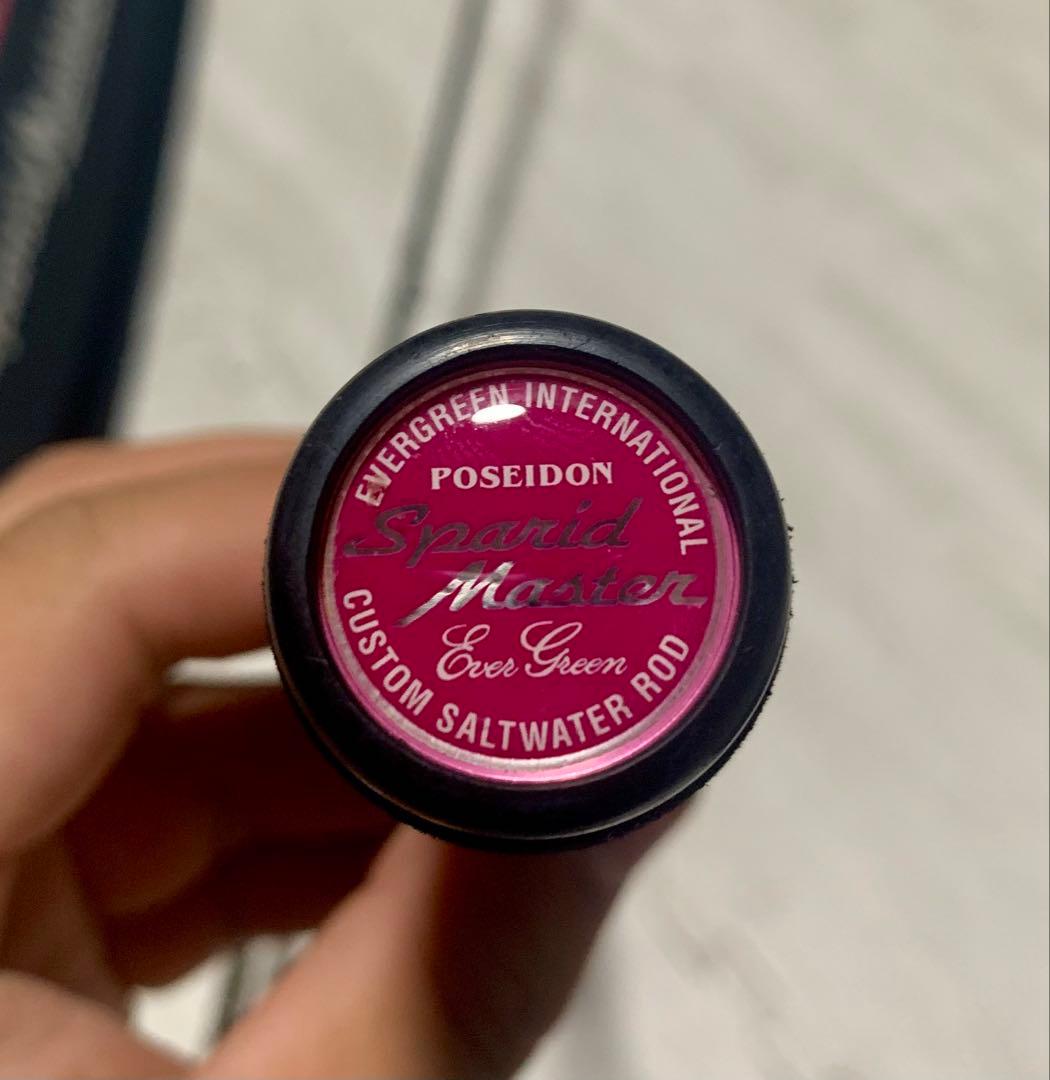 EVERGREEN INTERNATIONAL
POSEIDON
Sparid
Master
Ever Green
CUSTOM SALTWATER ROD